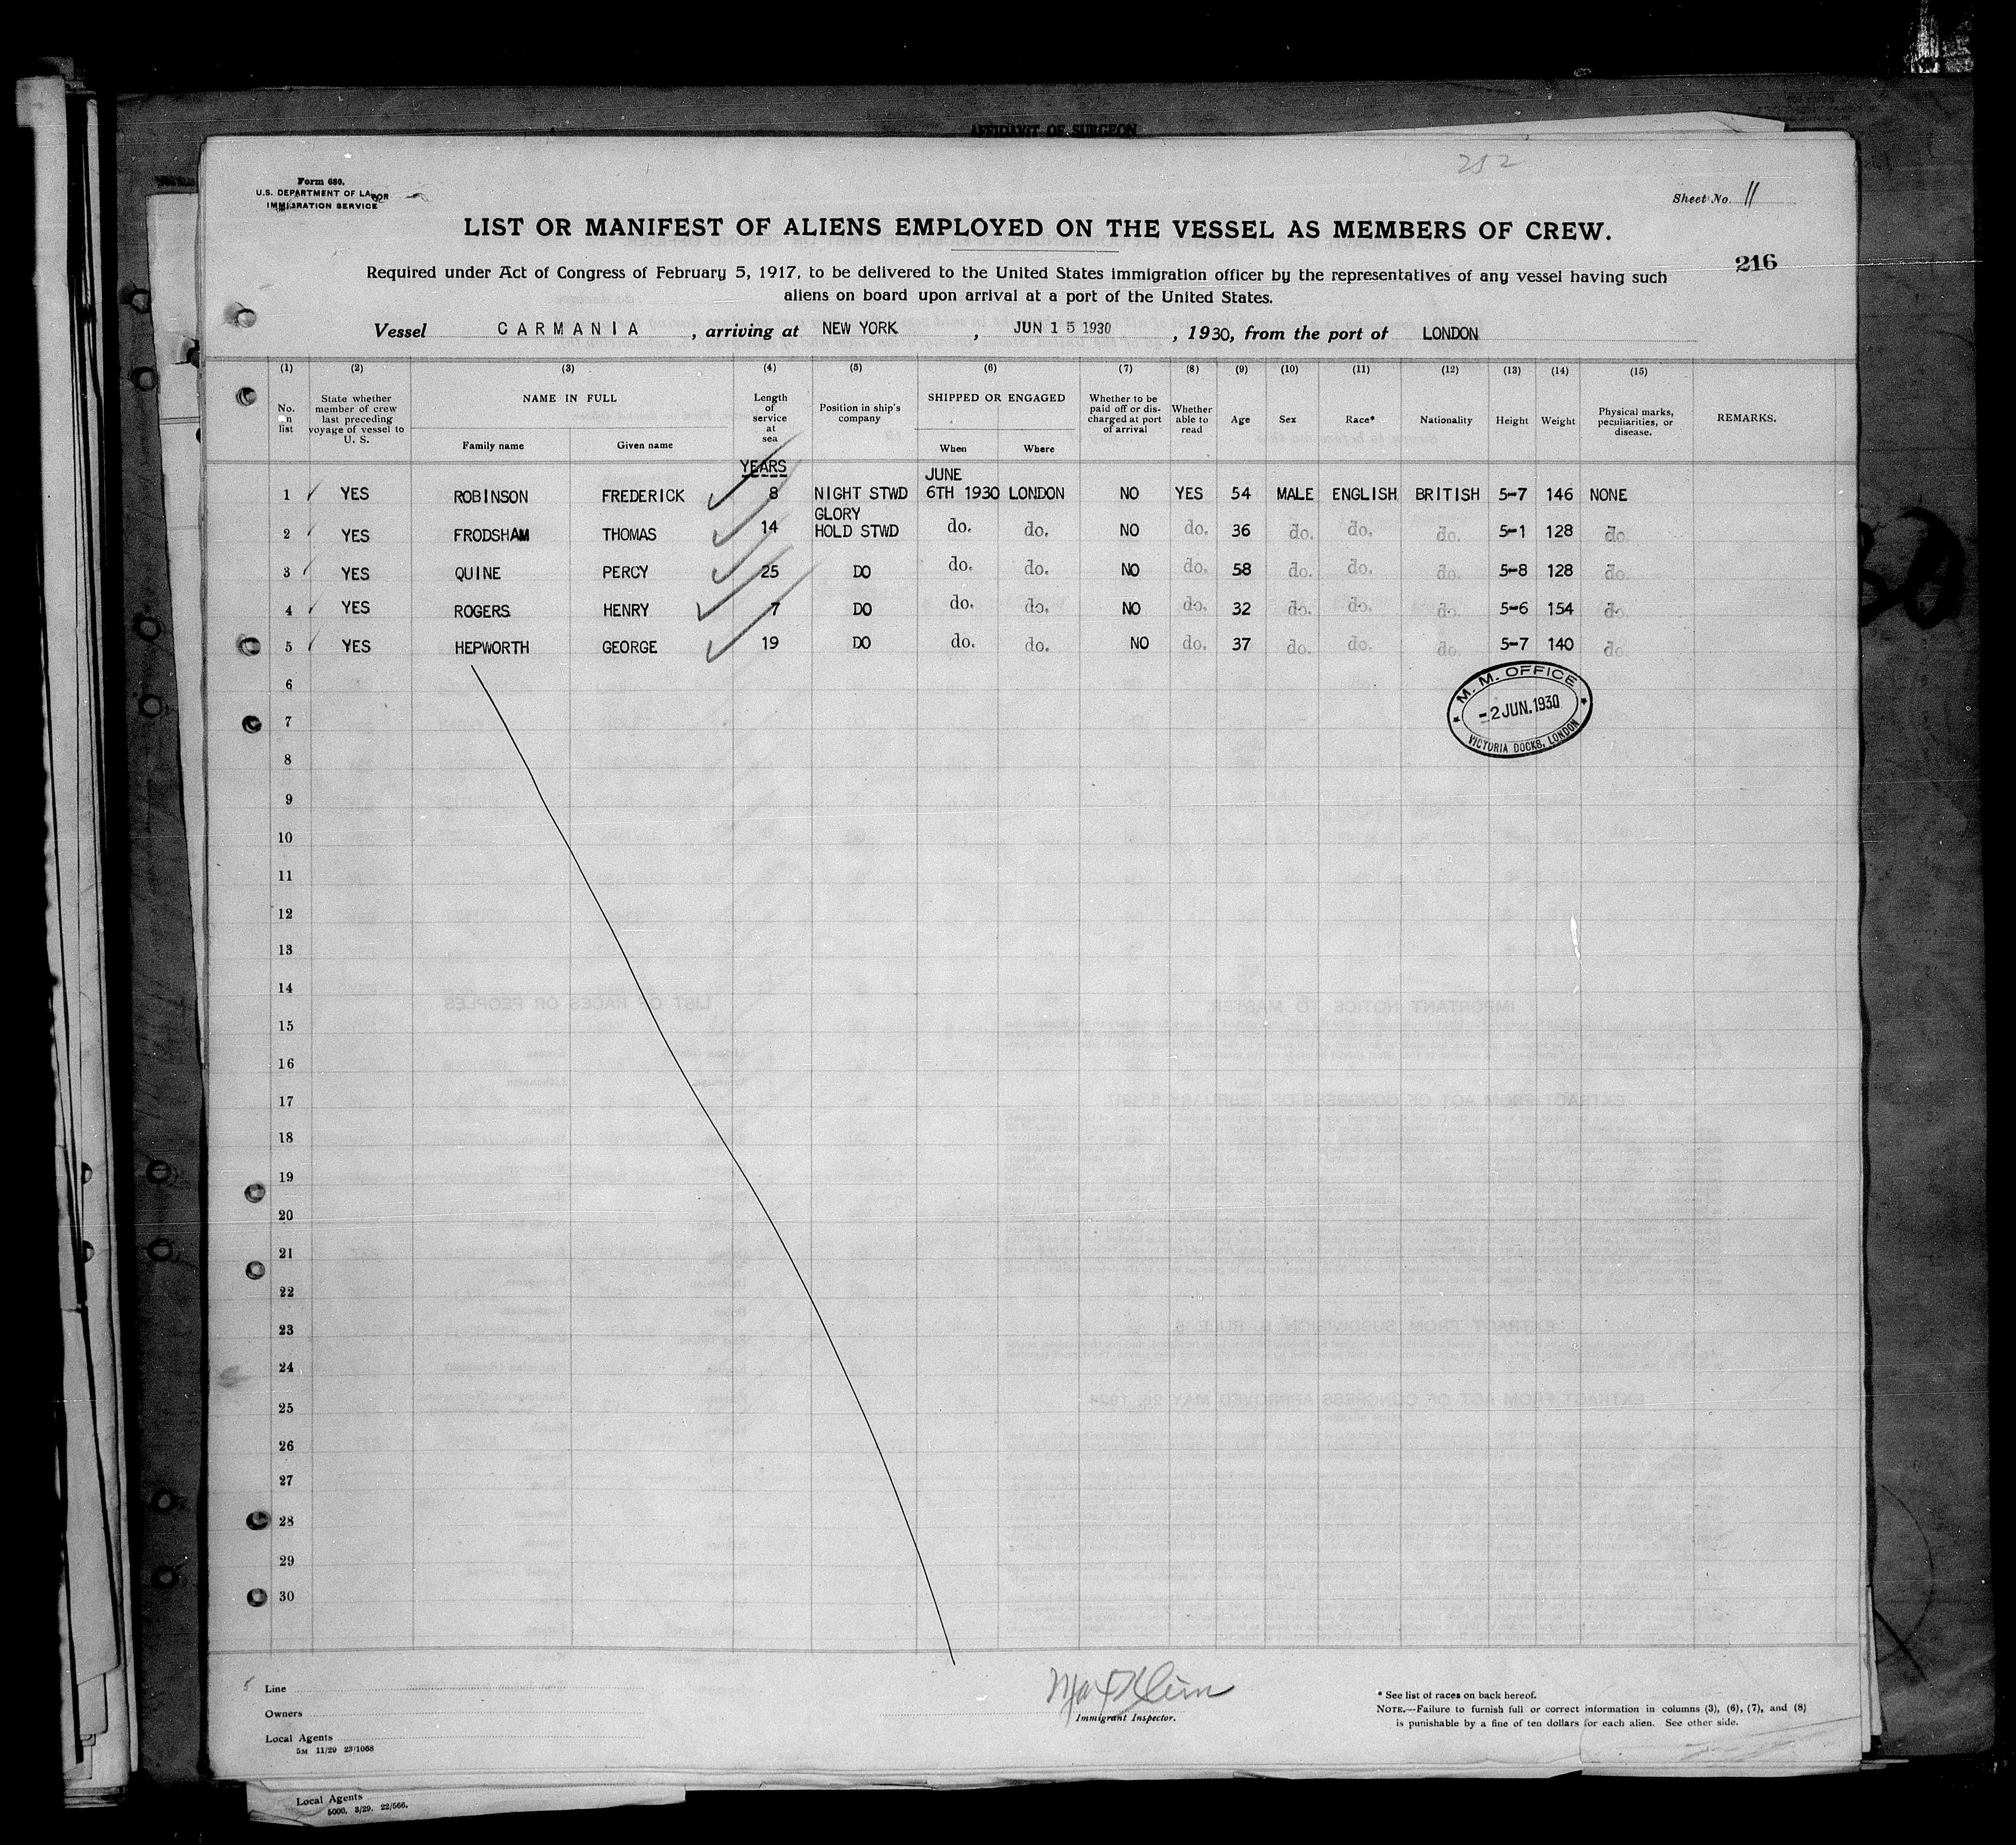 AFFIDAVIT OF SURGEON
232
Form 680.
U.S. DEPARTMENT OF LABOR
IMMIGRATION SERVICE
Sheet No. 11
LIST OR MANIFEST OF ALIENS EMPLOYED ON THE VESSEL AS MEMBERS OF CREW.
216
Required under Act of Congress of February 5, 1917, to be delivered to the United States immigration officer by the representatives of any vessel having such
aliens on board upon arrival at a port of the United States.
Vessel CARMANIA, arriving at NEW YORK, JUN 15 1930, 1930, from the port of LONDON
(1) (2) (3) (4) (5) (6) (7) (8) (9) (10) (11) (12) (13) (14) (15)
No. on list
State whether member of crew last preceding voyage of vessel to U. S.
NAME IN FULL
Family name Given name
Length of service at sea
Position in ship's company
SHIPPED OR ENGAGED
When Where
Whether to be paid off or discharged at port of arrival
Whether able to read
Age Sex Race* Nationality Height Weight
Physical marks, peculiarities, or disease.
REMARKS.
YEARS JUNE
1 YES ROBINSON FREDERICK 8 NIGHT STWD 6TH 1930 LONDON NO YES 54 MALE ENGLISH BRITISH 5-7 146 NONE
GLORY
2 YES FRODSHAM THOMAS 14 HOLD STWD do. do. NO do. 36 do. do. do. 5-1 128 do.
3 YES QUINE PERCY 25 DO do. do. NO do. 58 do. do. do. 5-8 128 do.
4 YES ROGERS HENRY 7 DO do. do. NO do. 32 do. do. do. 5-6 154 do.
5 YES HEPWORTH GEORGE 19 DO do. do. NO do. 37 do. do. do. 5-7 140 do.
M. M. OFFICE
-2 JUN. 1930
VICTORIA DOCKS, LONDON
6
7
8
9
10
11
12
13
14
15
16
17
18
19
20
21
22
23
24
25
26
27
28
29
30
5
Line
Owners
Local Agents
5M 11/29 23/1068
Immigrant Inspector.
* See list of races on back hereof.
NOTE.—Failure to furnish full or correct information in columns (3), (6), (7), and (8)
is punishable by a fine of ten dollars for each alien. See other side.
Local Agents
5000. 3/29. 22/566.